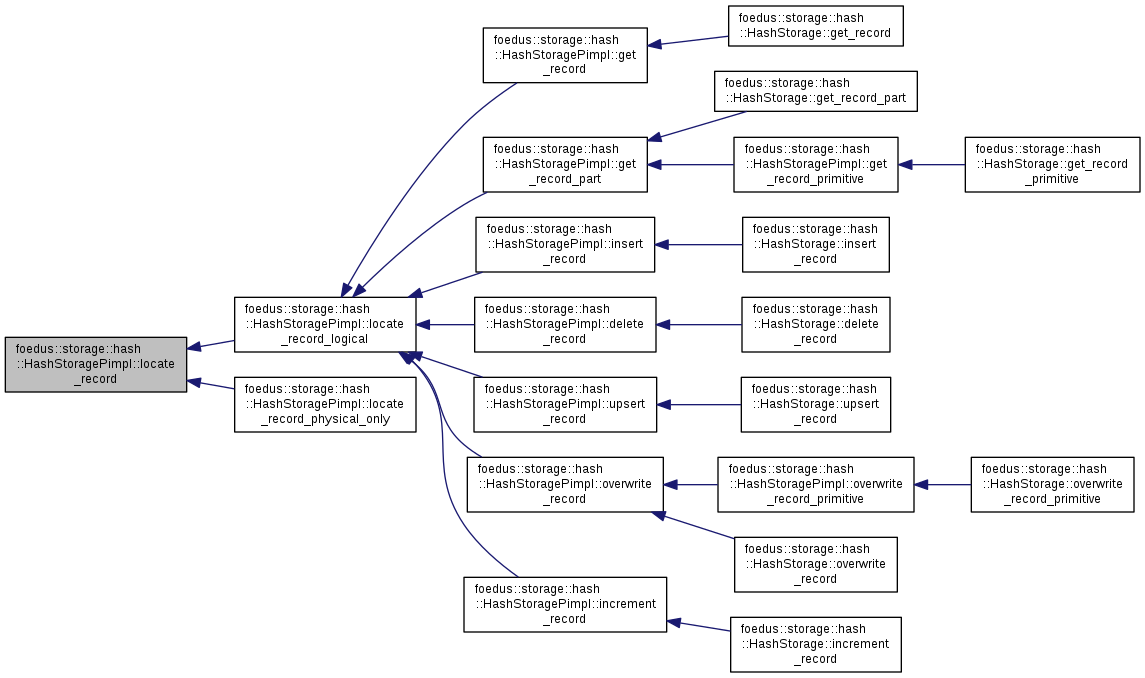 foedus::storage::hash
::HashStorage::get_record
foedus::storage::hash
::HashStoragePimpl::get
_record
foedus::storage::hash
::HashStorage::get_record_part
foedus::storage::hash
::HashStoragePimpl::get
_record_part
foedus::storage::hash
::HashStoragePimpl::get
_record_primitive
foedus::storage::hash
::HashStorage::get_record
_primitive
foedus::storage::hash
::HashStoragePimpl::insert
_record
foedus::storage::hash
::HashStorage::insert
_record
foedus::storage::hash
::HashStoragePimpl::locate
_record_logical
foedus::storage::hash
::HashStoragePimpl::delete
_record
foedus::storage::hash
::HashStorage::delete
_record
foedus::storage::hash
::HashStoragePimpl::locate
_record
foedus::storage::hash
::HashStoragePimpl::locate
_record_physical_only
foedus::storage::hash
::HashStoragePimpl::upsert
_record
foedus::storage::hash
::HashStorage::upsert
_record
foedus::storage::hash
::HashStoragePimpl::overwrite
_record
foedus::storage::hash
::HashStoragePimpl::overwrite
_record_primitive
foedus::storage::hash
::HashStorage::overwrite
_record_primitive
foedus::storage::hash
::HashStorage::overwrite
_record
foedus::storage::hash
::HashStoragePimpl::increment
_record
foedus::storage::hash
::HashStorage::increment
_record